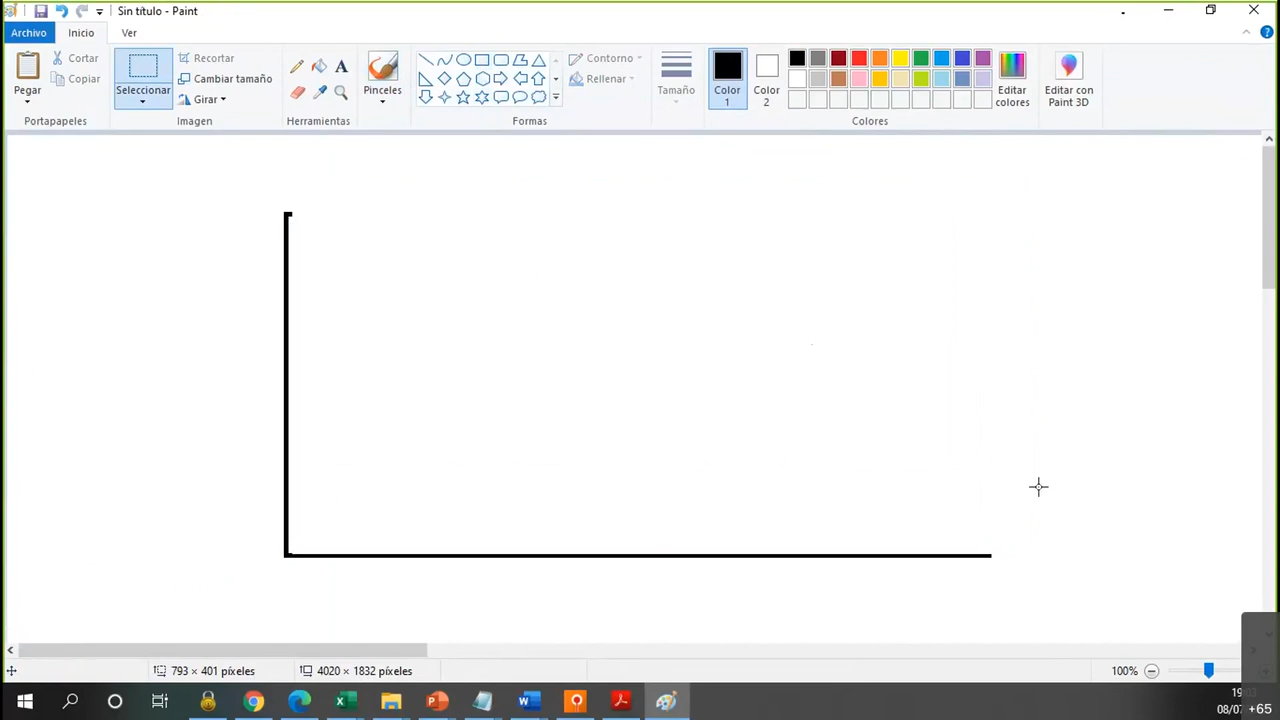 Sin título - Paint
Archivo Inicio Ver
Pegar
Cortar
Copiar
Portapapeles
Seleccionar
Recortar
Cambiar tamaño
Girar
Imagen
A
Herramientas
Pinceles
Contorno
Rellenar
Formas
Tamaño
Color
1
Color
2
Colores
Editar
colores
Editar con
Paint 3D
793 × 401 píxeles
4020 × 1832 píxeles
100%
08/07
+65